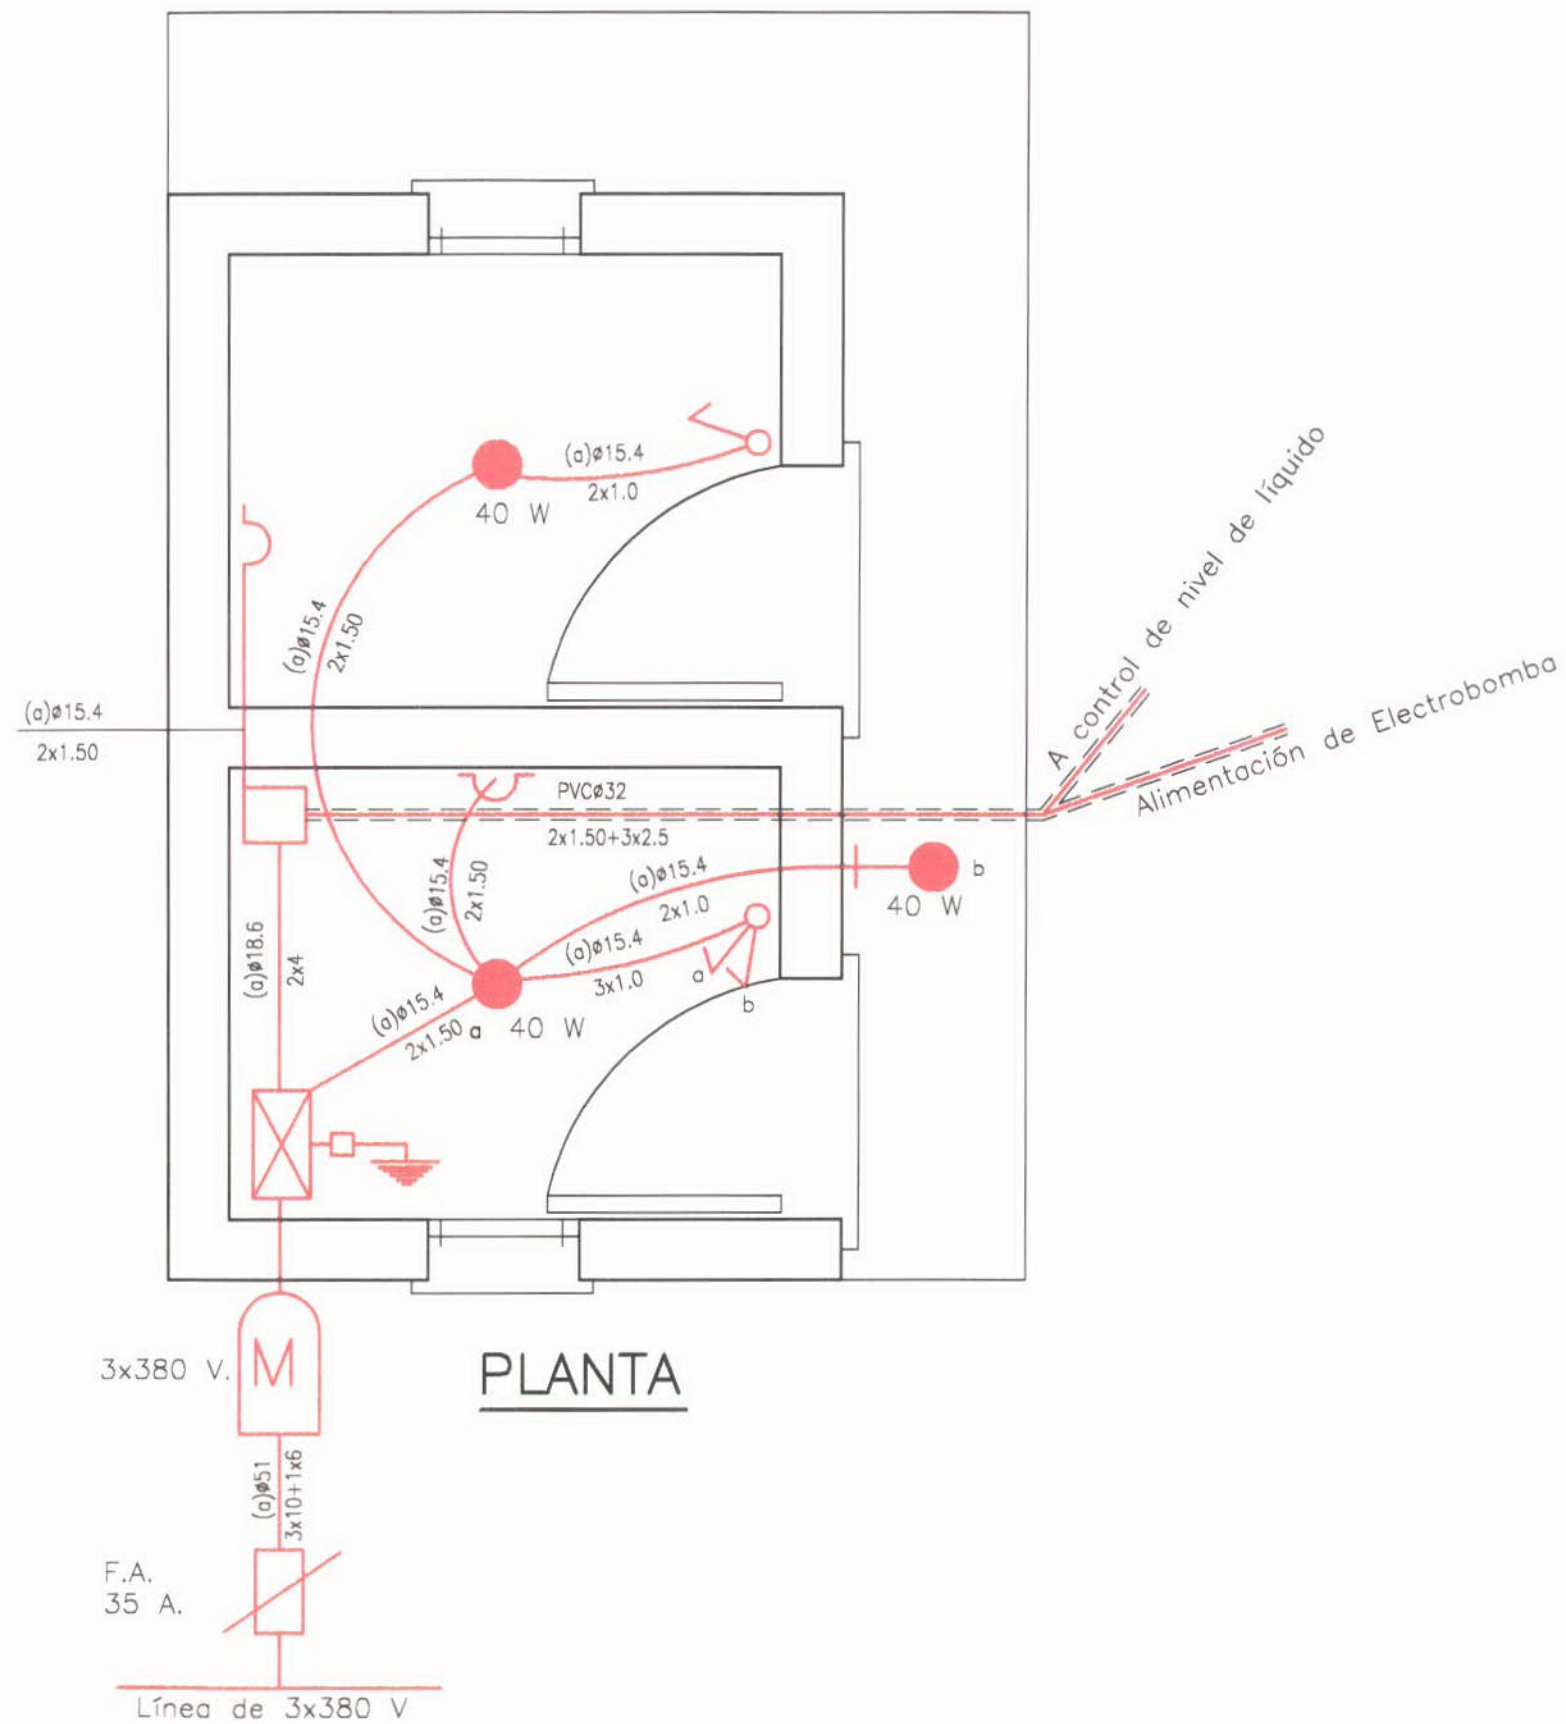 (a)ø15.4
2x1.0
40 W
(a)ø15.4
2x1.50
A control de nivel de líquido
Alimentación de Electrobomba
(a)ø15.4
2x1.50
PVCø32
2x1.50+3x2.5
(a)ø15.4
2x1.50
(a)ø15.4
2x1.0
b
40 W
(a)ø15.4
3x1.0
a
b
(a)ø18.6
2x4
(a)ø15.4
2x1.50
a
40 W
3x380 V.
M
PLANTA
(a)ø51
3x10+1x6
F.A.
35 A.
Línea de 3x380 V